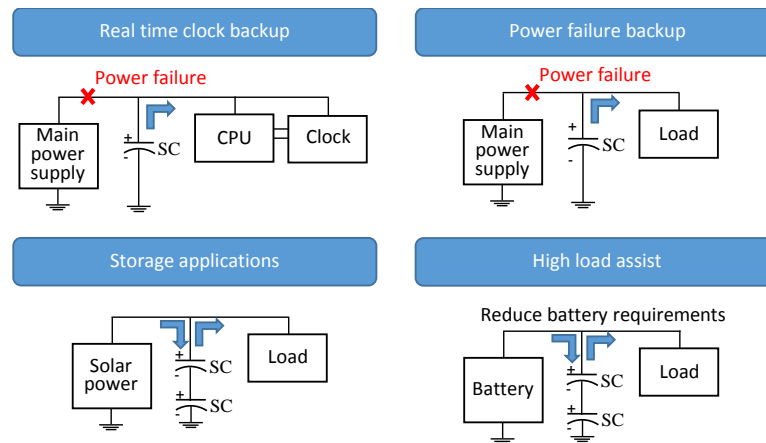 Real time clock backup
Power failure
Main
power
supply
+
-
SC
CPU
Clock
Power failure backup
Power failure
Main
power
supply
+
-
SC
Load
Storage applications
Solar
power
+
-
SC
+
-
SC
Load
High load assist
Reduce battery requirements
Battery
+
-
SC
+
-
SC
Load